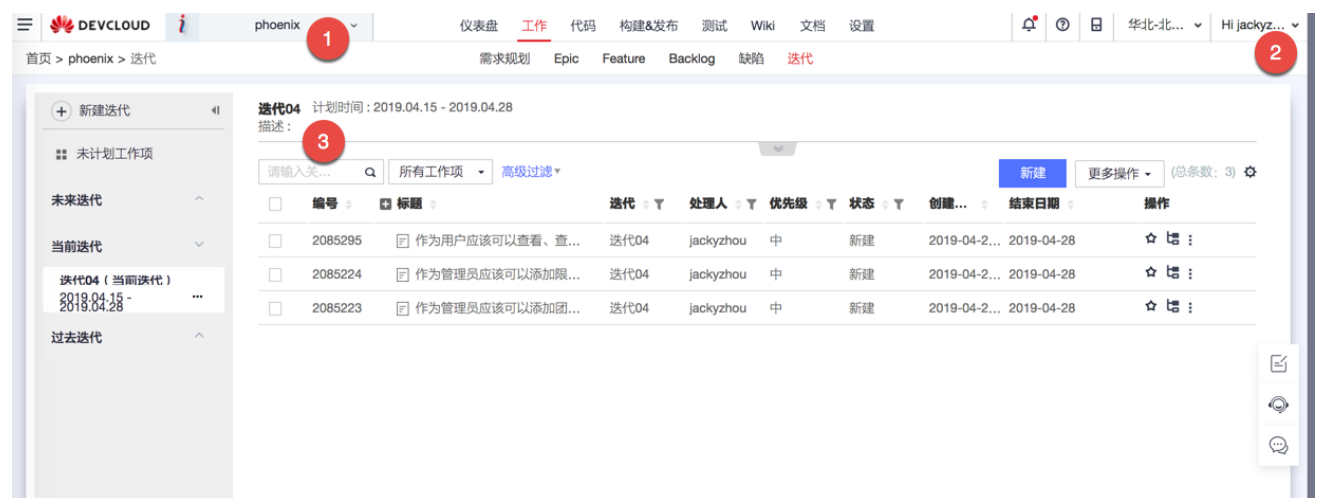 DEVCLOUD phoenix 仪表盘 工作 代码 构建&发布 测试 Wiki 文档 设置 华北-北... Hi jackyz...
1
2
首页 > phoenix > 迭代 需求规划 Epic Feature Backlog 缺陷 迭代
新建迭代
迭代04 计划时间 : 2019.04.15 - 2019.04.28
描述 :
3
未计划工作项
请输入关... 所有工作项 高级过滤 新建 更多操作 (总条数: 3)
未来迭代
编号 标题 迭代 处理人 优先级 状态 创建... 结束日期 操作
当前迭代
2085295 作为用户应该可以查看、查... 迭代04 jackyzhou 中 新建 2019-04-2... 2019-04-28
迭代04 ( 当前迭代 )
2019.04.15 -
2019.04.28
...
2085224 作为管理员应该可以添加限... 迭代04 jackyzhou 中 新建 2019-04-2... 2019-04-28
2085223 作为管理员应该可以添加团... 迭代04 jackyzhou 中 新建 2019-04-2... 2019-04-28
过去迭代